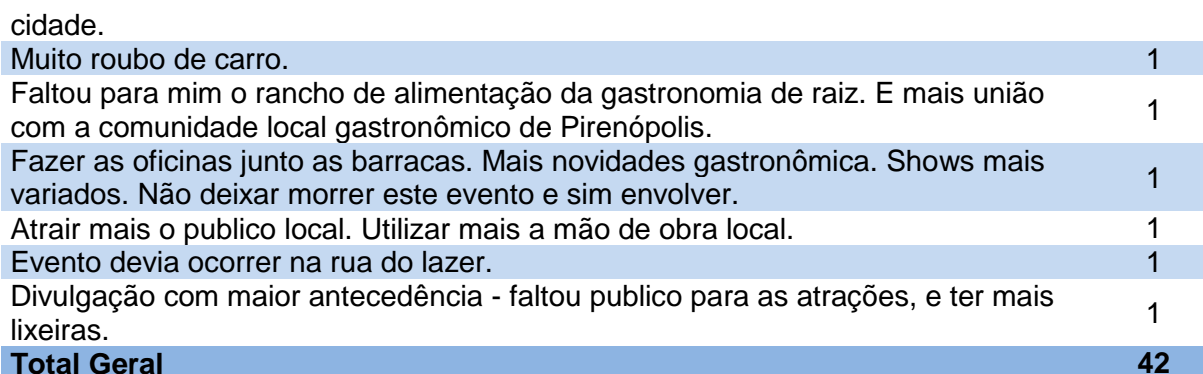 cidade.
Muito roubo de carro. 1
Faltou para mim o rancho de alimentação da gastronomia de raiz. E mais união
com a comunidade local gastronômico de Pirenópolis. 1
Fazer as oficinas junto as barracas. Mais novidades gastronômica. Shows mais
variados. Não deixar morrer este evento e sim envolver. 1
Atrair mais o publico local. Utilizar mais a mão de obra local. 1
Evento devia ocorrer na rua do lazer. 1
Divulgação com maior antecedência - faltou publico para as atrações, e ter mais
lixeiras. 1
Total Geral 42